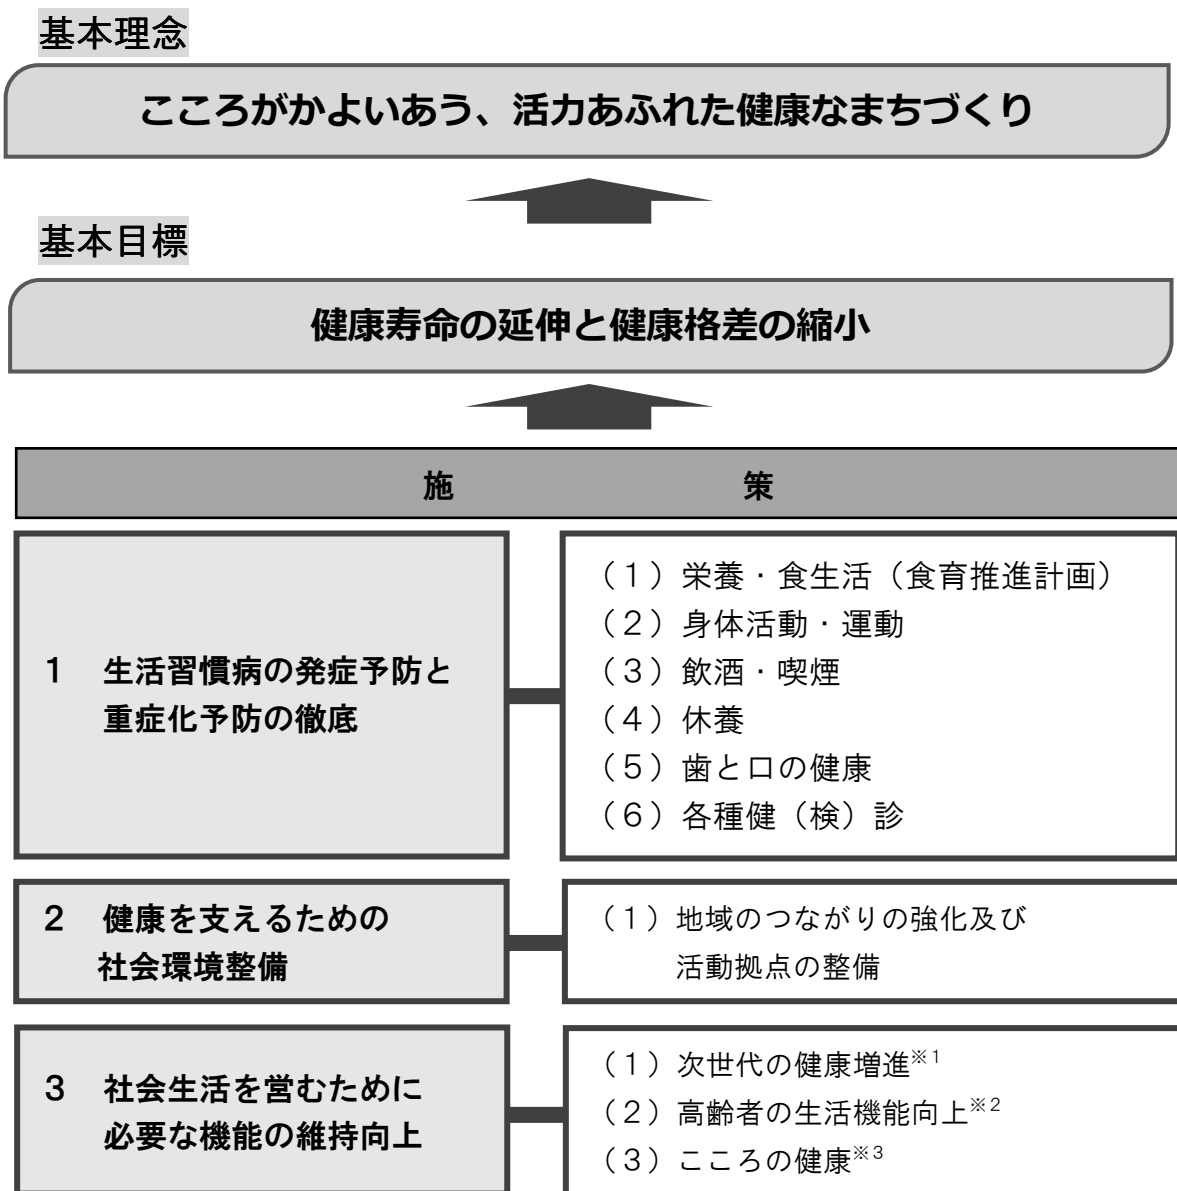 基本理念
こころがかよいあう、活力あふれた健康なまちづくり
基本目標
健康寿命の延伸と健康格差の縮小
施　　　　　　策
１　生活習慣病の発症予防と
重症化予防の徹底
（１）栄養・食生活（食育推進計画）
（２）身体活動・運動
（３）飲酒・喫煙
（４）休養
（５）歯と口の健康
（６）各種健（検）診
２　健康を支えるための
社会環境整備
（１）地域のつながりの強化及び
活動拠点の整備
３　社会生活を営むために
必要な機能の維持向上
（１）次世代の健康増進※1
（２）高齢者の生活機能向上※2
（３）こころの健康※3